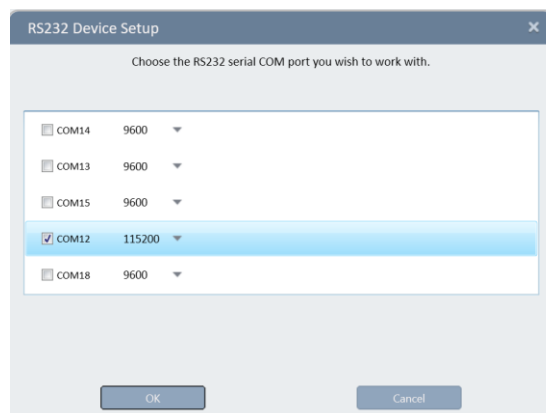 RS232 Device Setup
Choose the RS232 serial COM port you wish to work with.
COM14 9600
COM13 9600
COM15 9600
COM12 115200
COM18 9600
OK Cancel